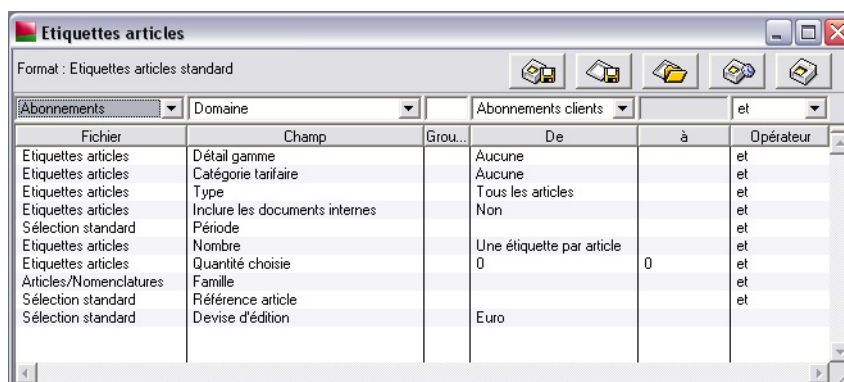 Etiquettes articles
Format : Etiquettes articles standard
Abonnements Domaine Abonnements clients et
Fichier Champ Grou... De à Opérateur
Etiquettes articles Détail gamme Aucune et
Etiquettes articles Catégorie tarifaire Aucune et
Etiquettes articles Type Tous les articles et
Etiquettes articles Inclure les documents internes Non et
Sélection standard Période et
Etiquettes articles Nombre Une étiquette par article et
Etiquettes articles Quantité choisie 0 0 et
Articles/Nomenclatures Famille et
Sélection standard Référence article et
Sélection standard Devise d'édition Euro